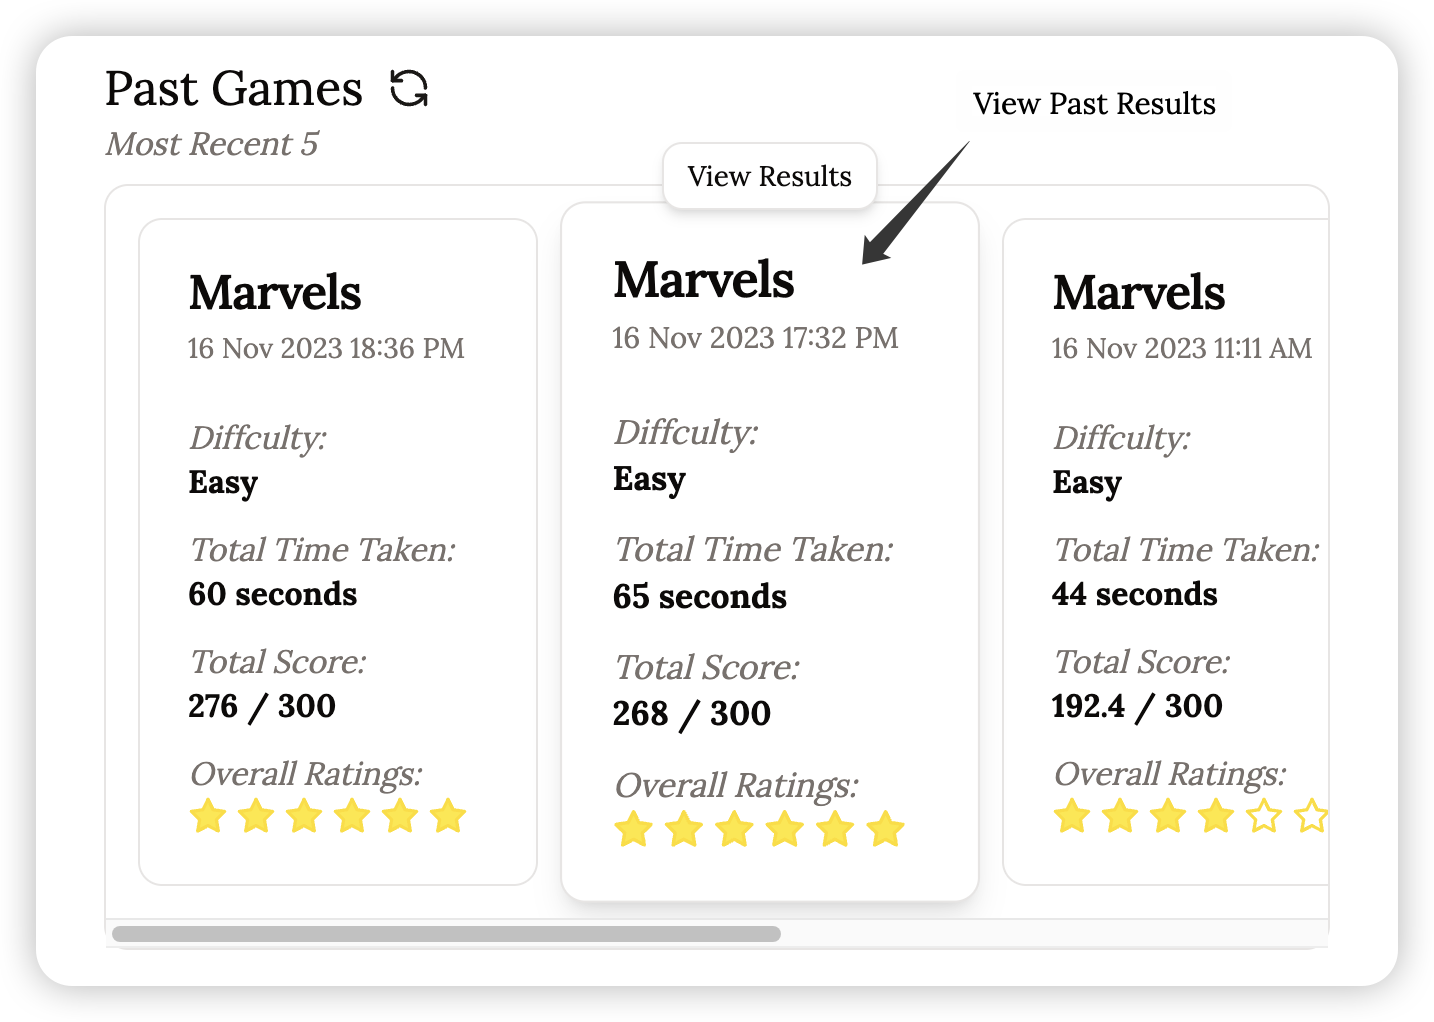 Past Games
Most Recent 5
View Past Results
View Results
Marvels
16 Nov 2023 18:36 PM
Diffculty:
Easy
Total Time Taken:
60 seconds
Total Score:
276 / 300
Overall Ratings:
Marvels
16 Nov 2023 17:32 PM
Diffculty:
Easy
Total Time Taken:
65 seconds
Total Score:
268 / 300
Overall Ratings:
Marvels
16 Nov 2023 11:11 AM
Diffculty:
Easy
Total Time Taken:
44 seconds
Total Score:
192.4 / 300
Overall Ratings: